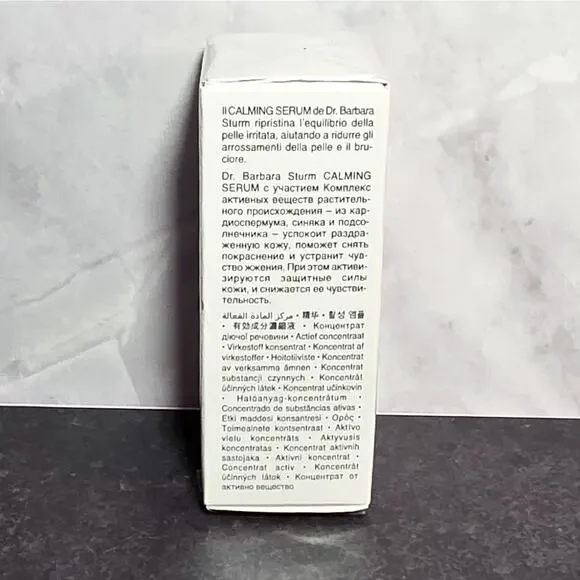 Il CALMING SERUM de Dr. Barbara
Sturm ripristina l'equilibrio della
pelle irritata, aiutando a ridurre gli
arrossamenti della pelle e il bru-
ciore.
Dr. Barbara Sturm CALMING
SERUM с участием Комплекс
активных веществ раститель-
ного происхождения – из кар-
диоспермума, синяка и подсо-
лнечника – успокоит раздра-
женную кожу, поможет снять
покраснение и устранит чув-
ство жжения. При этом активи-
зируются защитные силы
кожи, и снижается ее чувстви-
тельность.
مركز المادة الفعالة • 精华 • 활성 앰플
• 有効成分濃縮液 • Концентрат
діючої речовини • Actief concentraat
• Virkestoff konsentrat • Koncentrat af
virkestoffer • Hoitotiiviste • Koncentrat
av verksamma ämnen • Koncentrat
substancji czynnych • Koncentrát
účinných látek • Koncentrat učinkovin
• Hatóanyag-koncentrátum •
Concentrado de substâncias ativas •
Etki maddesi konsantresi • Ορός •
Toimeainete kontsentraat • Aktīvo
vielu koncentrāts • Aktyvusis
koncentratas • Koncentrat aktivnih
sastojaka • Aktivni koncentrat •
Concentrat activ • Koncentrát
účinných látok • Концентрат от
активно вещество